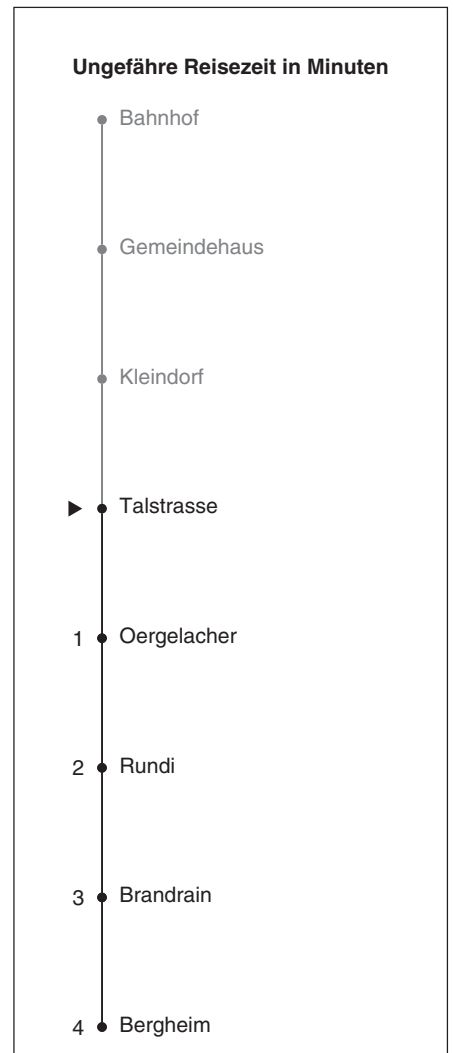 Ungefähre Reisezeit in Minuten
Bahnhof
Gemeindehaus
Kleindorf
Talstrasse
1 Oergelacher
2 Rundi
3 Brandrain
4 Bergheim